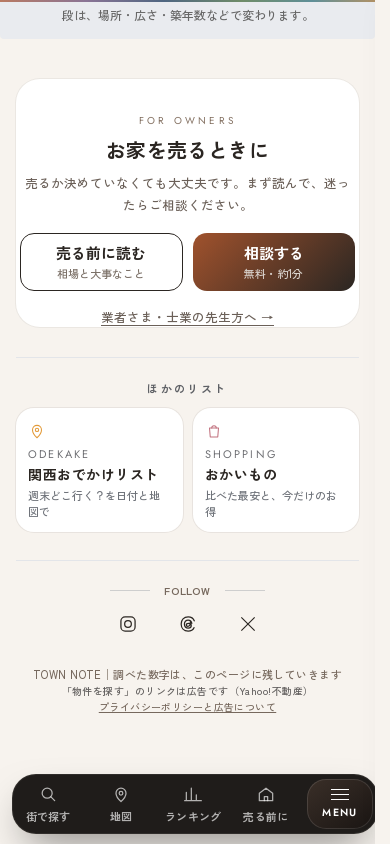 段は、場所・広さ・築年数などで変わります。
FOR OWNERS
お家を売るときに
売るか決めていなくても大丈夫です。まず読んで、迷っ
たらご相談ください。
売る前に読む
相場と大事なこと
相談する
無料・約1分
業者さま・士業の先生方へ →
ほかのリスト
ODEKAKE
関西おでかけリスト
週末どこ行く？を日付と地
図で
SHOPPING
おかいもの
比べた最安と、今だけのお
得
FOLLOW
TOWN NOTE｜調べた数字は、このページに残していきます
「物件を探す」のリンクは広告です（Yahoo!不動産）
プライバシーポリシーと広告について
街で探す
地図
ランキング
売る前に
MENU